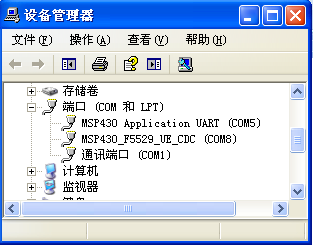 设备管理器
文件(F) 操作(A) 查看(V) 帮助(H)
存储卷
端口 (COM 和 LPT)
MSP430 Application UART (COM5)
MSP430_F5529_UE_CDC (COM8)
通讯端口 (COM1)
计算机
监视器